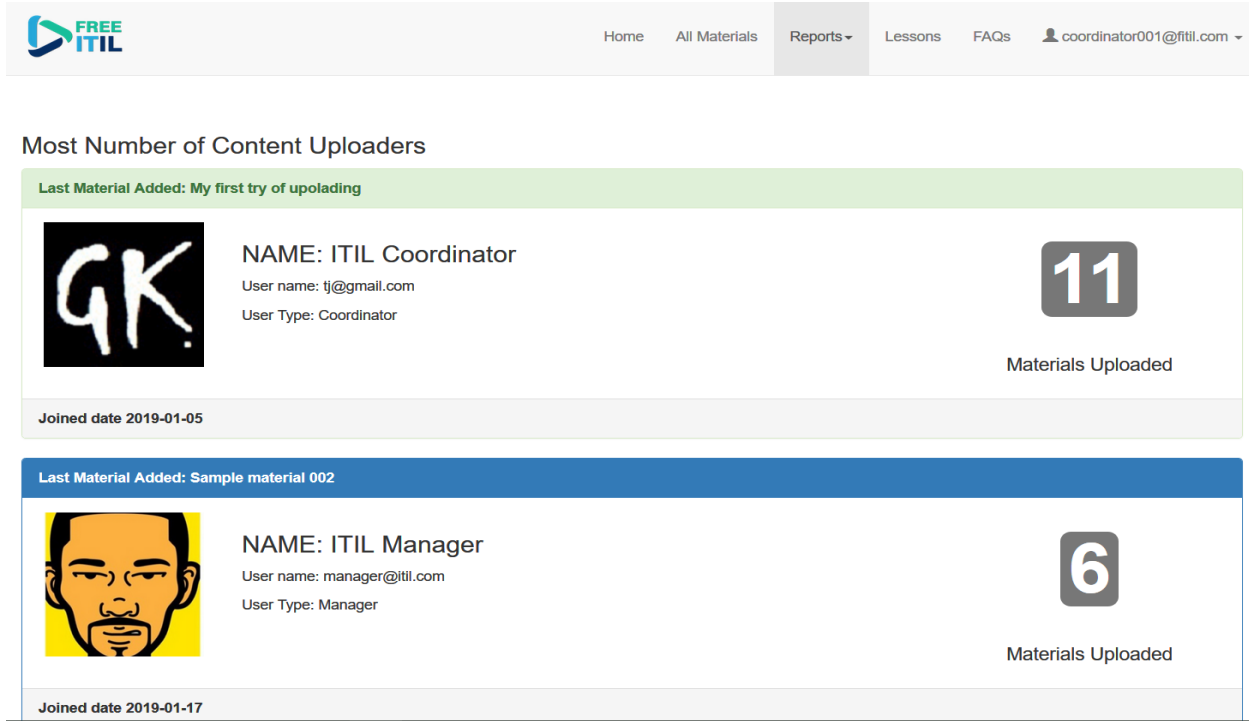 FREE
ITIL
Home All Materials Reports Lessons FAQs coordinator001@fitil.com
Most Number of Content Uploaders
Last Material Added: My first try of upolading
GK.
NAME: ITIL Coordinator
User name: tj@gmail.com
User Type: Coordinator
11
Materials Uploaded
Joined date 2019-01-05
Last Material Added: Sample material 002
NAME: ITIL Manager
User name: manager@itil.com
User Type: Manager
6
Materials Uploaded
Joined date 2019-01-17